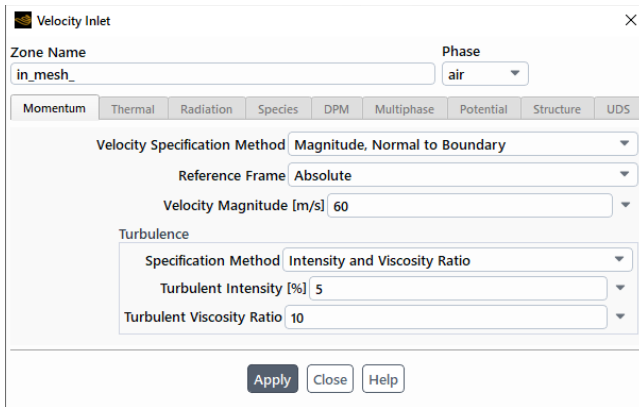 Velocity Inlet
Zone Name Phase
in_mesh_ air
Momentum Thermal Radiation Species DPM Multiphase Potential Structure UDS
Velocity Specification Method Magnitude, Normal to Boundary
Reference Frame Absolute
Velocity Magnitude [m/s] 60
Turbulence
Specification Method Intensity and Viscosity Ratio
Turbulent Intensity [%] 5
Turbulent Viscosity Ratio 10
Apply Close Help